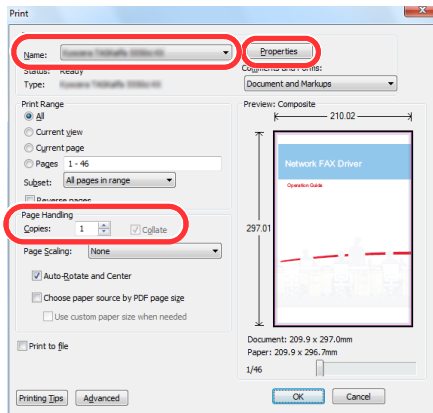 Print
Name:
Properties
Status: Ready
Comments and Forms:
Type:
Document and Markups
Print Range
All
Current view
Current page
Pages 1 - 46
Subset: All pages in range
Reverse pages
Page Handling
Copies: 1 Collate
Page Scaling: None
Auto-Rotate and Center
Choose paper source by PDF page size
Use custom paper size when needed
Print to file
Preview: Composite
210.02
297.01
Network FAX Driver
Operation Guide
Document: 209.9 x 297.0mm
Paper: 209.9 x 296.7mm
1/46
Printing Tips Advanced
OK Cancel